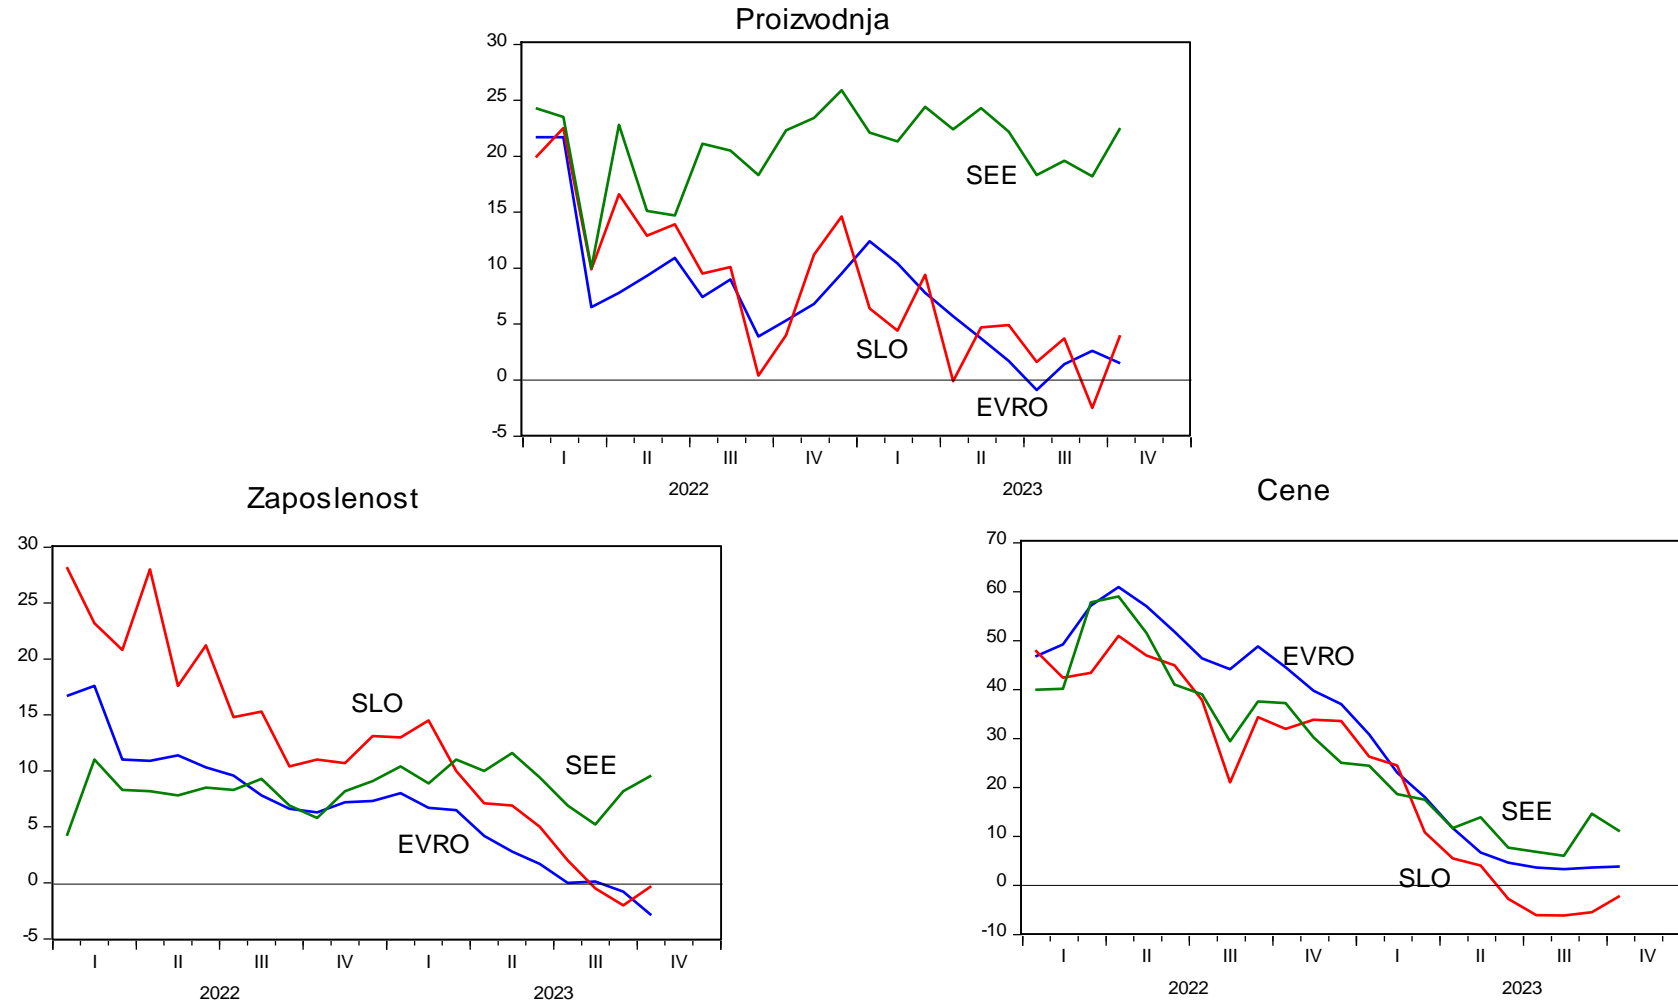 Proizvodnja
30
25
20
15
10
5
0
-5
SEE
SLO
EVRO
I II III IV I II III IV
2022 2023
Zaposlenost
30
25
20
15
10
5
0
-5
SLO
SEE
EVRO
I II III IV I II III IV
2022 2023
Cene
70
60
50
40
30
20
10
0
-10
EVRO
SEE
SLO
I II III IV I II III IV
2022 2023